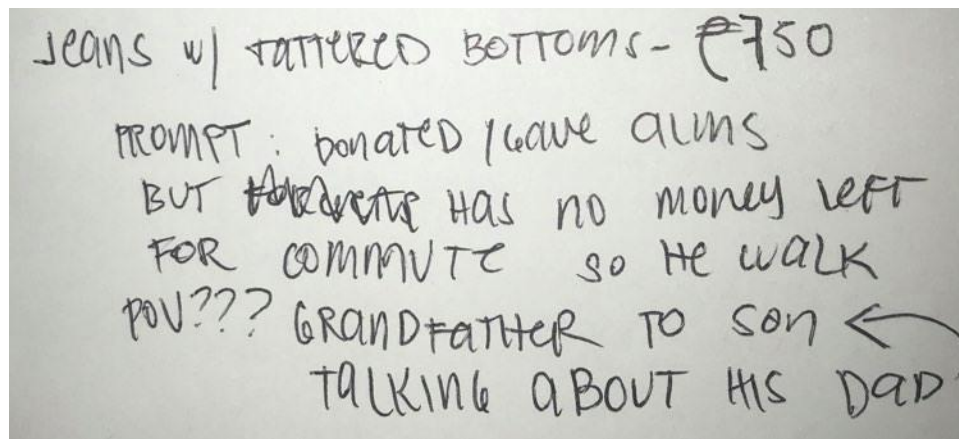 Jeans w/ TATTERED BOTTOMS - ₱750
PROMPT: DONATED / GAVE ALMS
BUT HAS NO MONEY LEFT
FOR COMMUTE SO HE WALK
POV??? GRANDFATHER TO SON
TALKING ABOUT HIS DAD